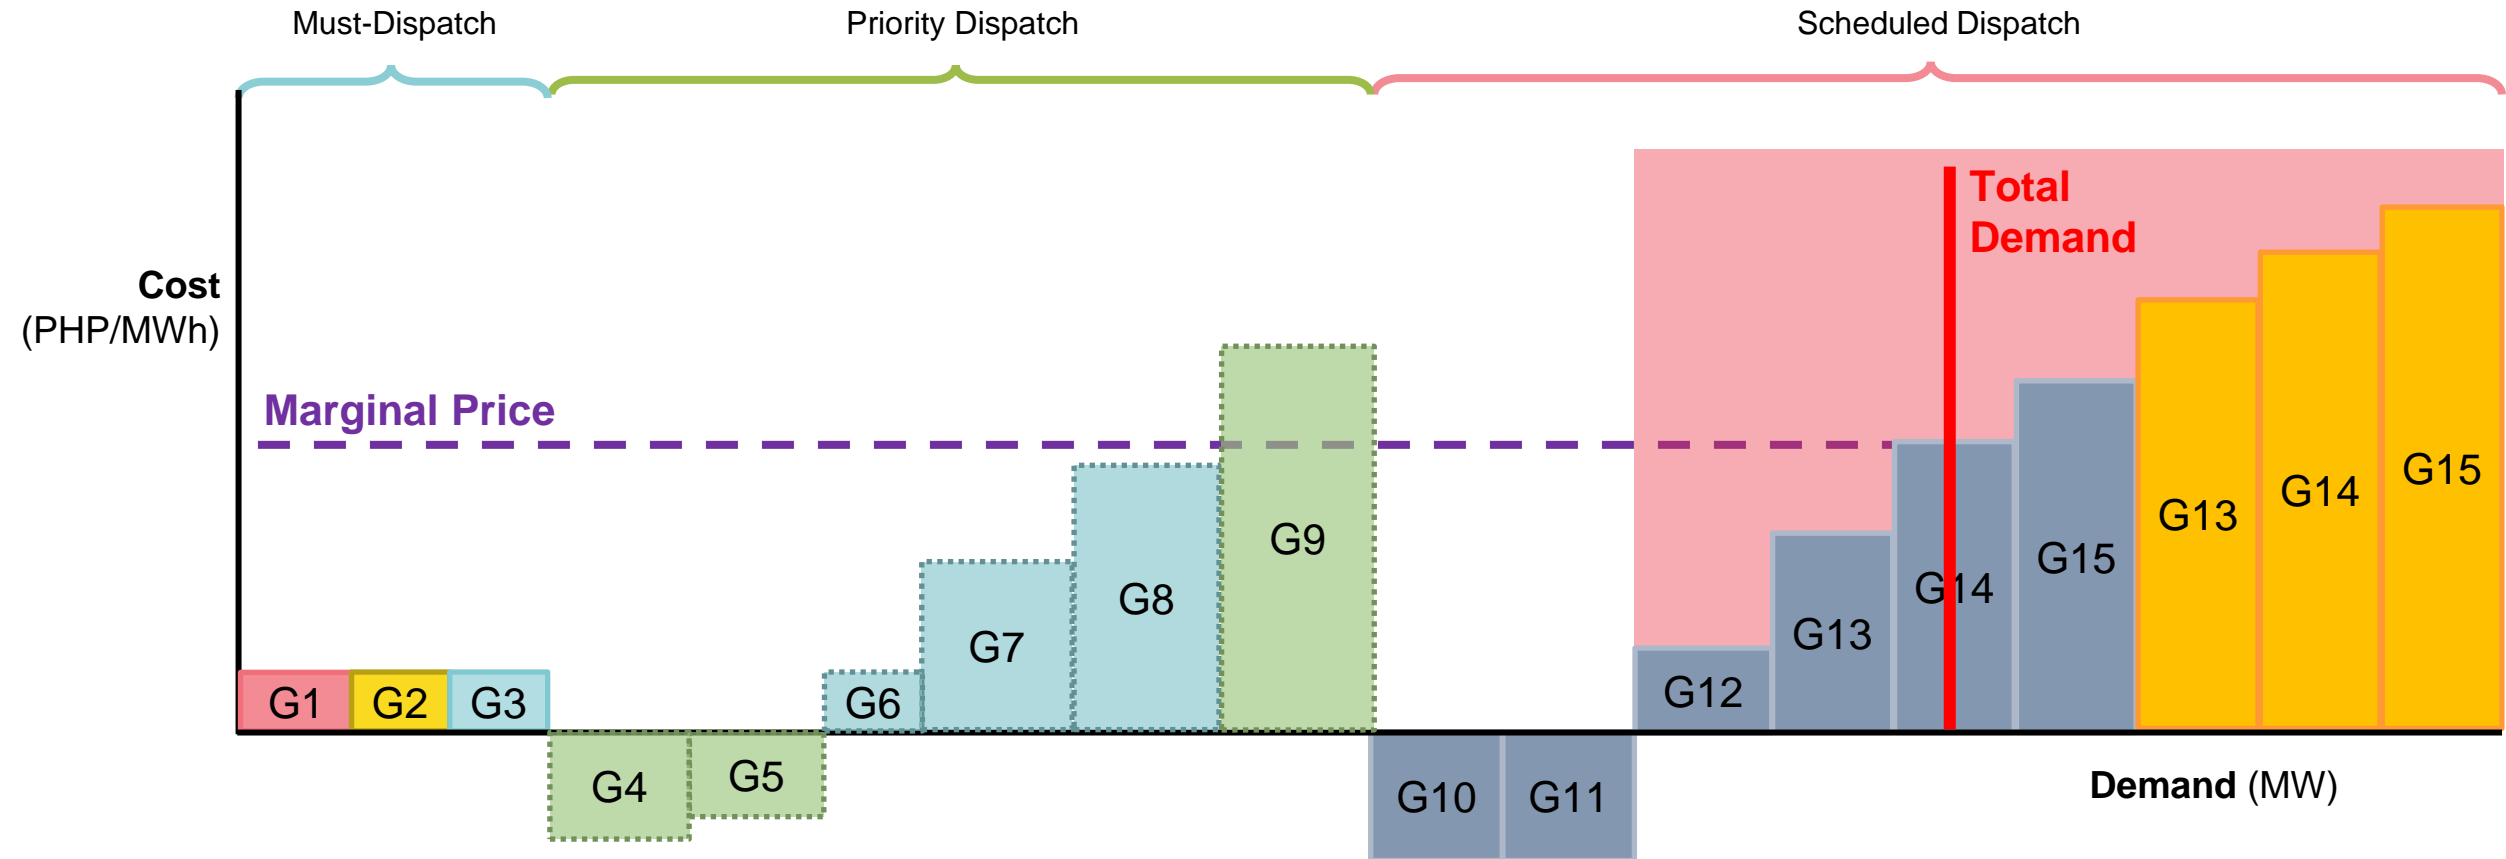 Must-Dispatch
Priority Dispatch
Scheduled Dispatch
Total
Demand
Cost
(PHP/MWh)
Marginal Price
G1
G2
G3
G4
G5
G6
G7
G8
G9
G10
G11
G12
G13
G14
G15
G13
G14
G15
Demand (MW)